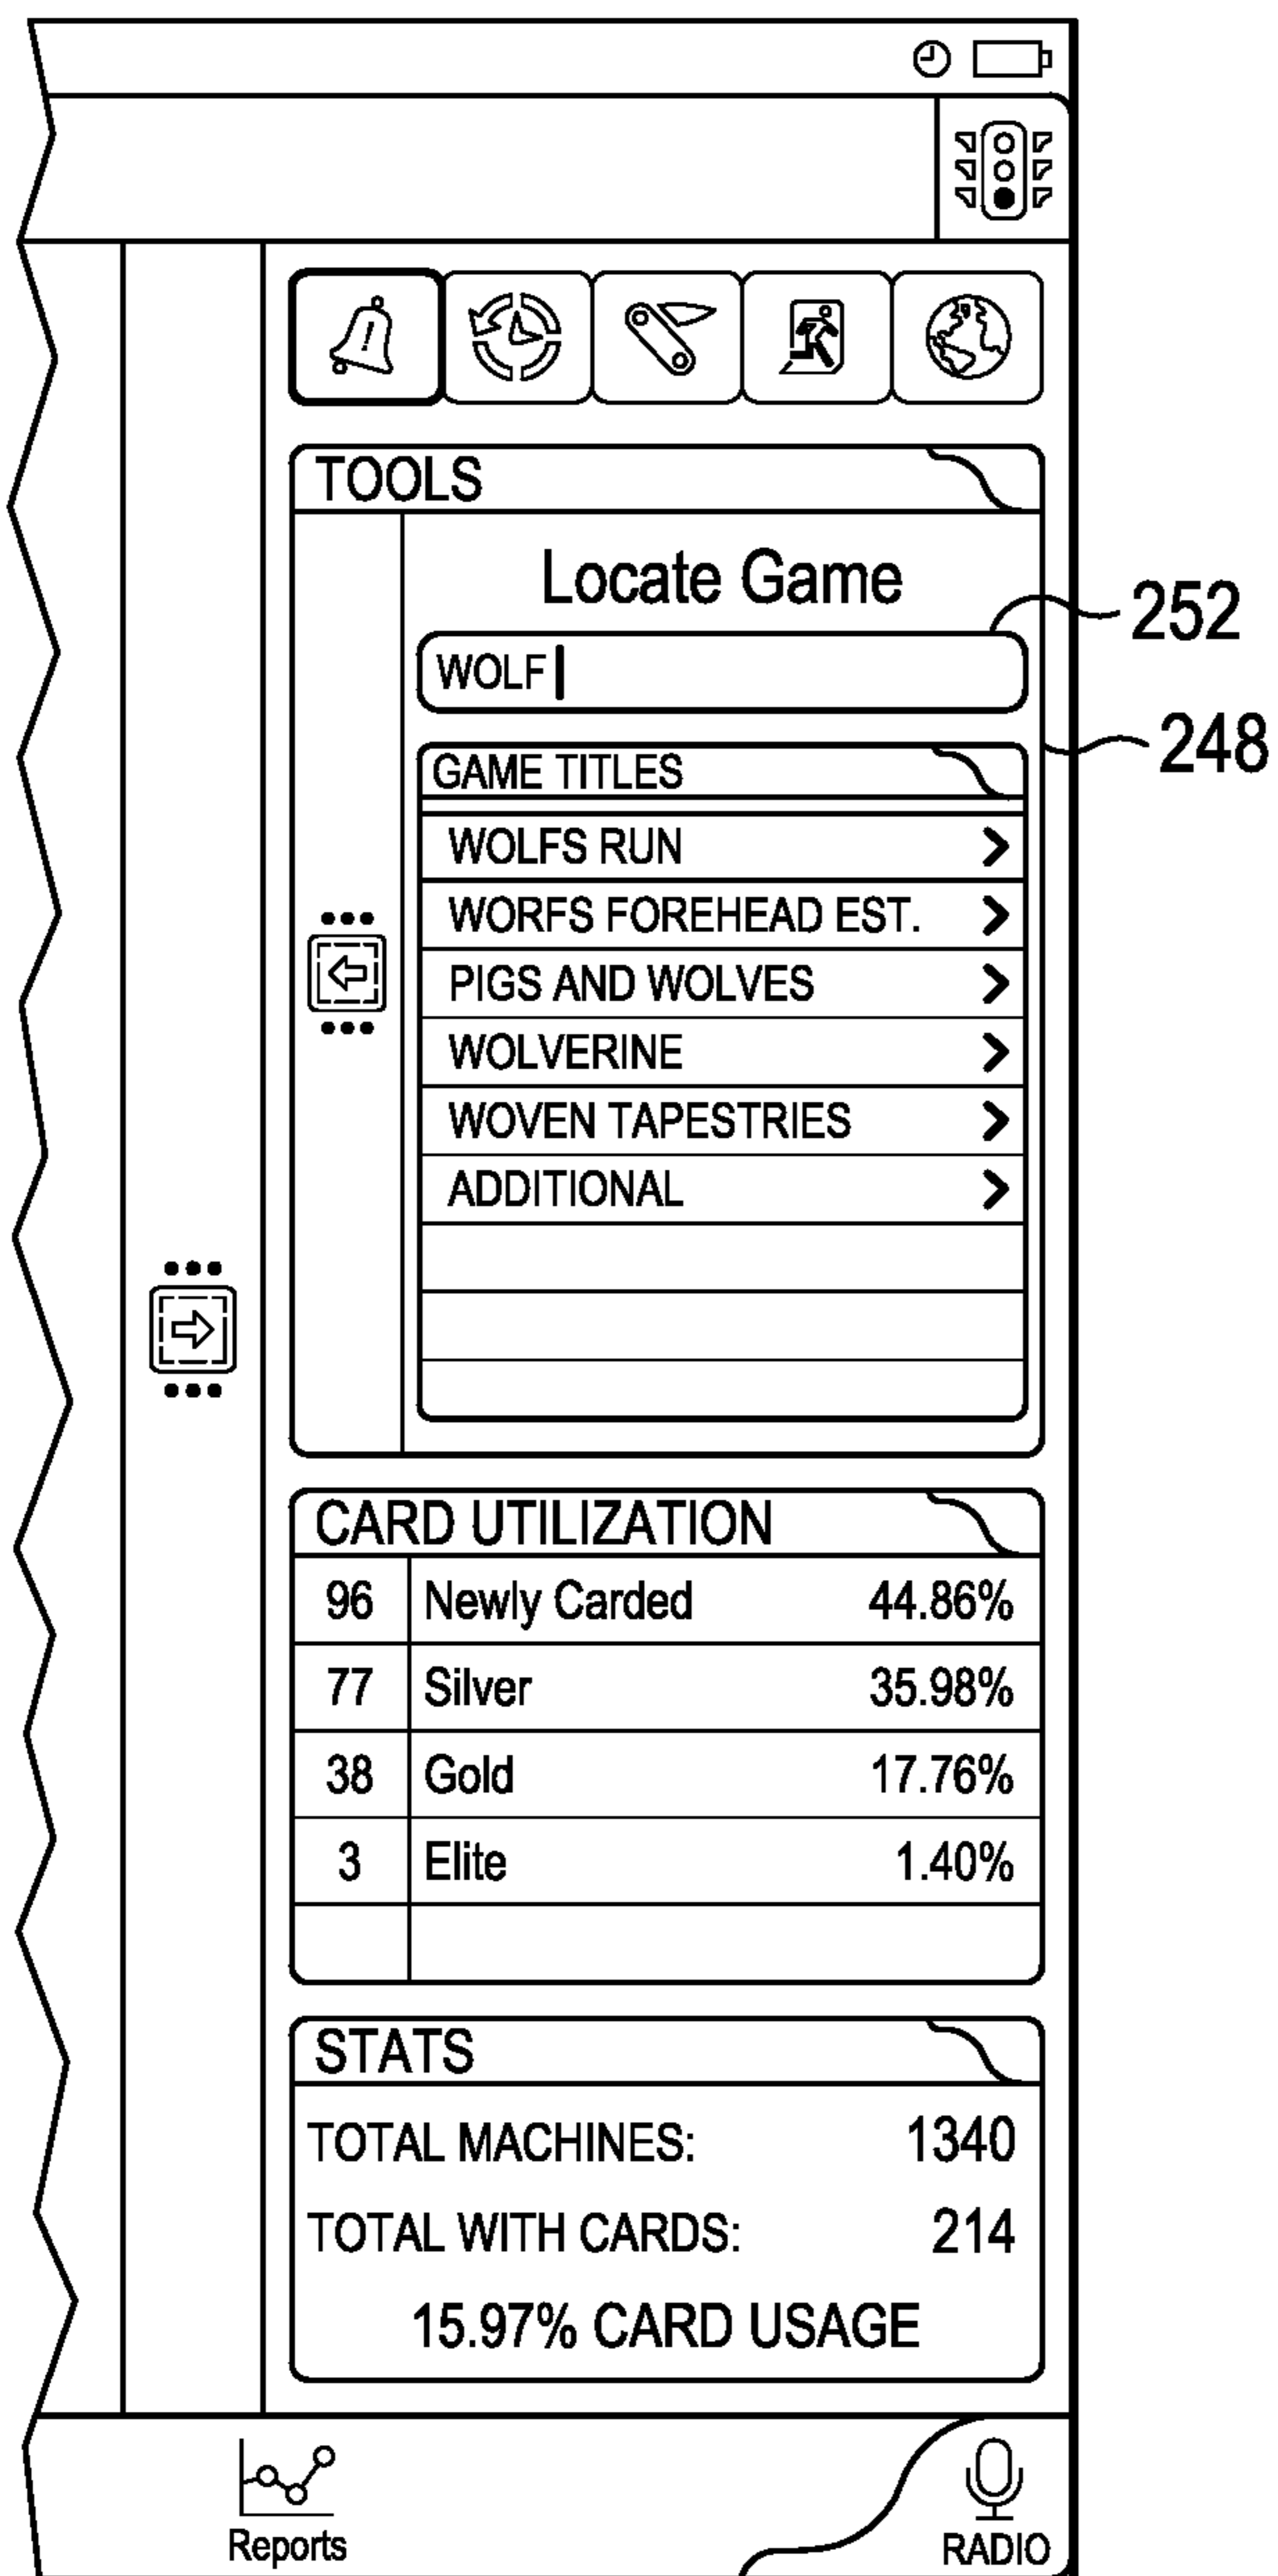 TOOLS
Locate Game
252
WOLF
248
GAME TITLES
WOLFS RUN
WORFS FOREHEAD EST.
PIGS AND WOLVES
WOLVERINE
WOVEN TAPESTRIES
ADDITIONAL
CARD UTILIZATION
96 Newly Carded 44.86%
77 Silver 35.98%
38 Gold 17.76%
3 Elite 1.40%
STATS
TOTAL MACHINES: 1340
TOTAL WITH CARDS: 214
15.97% CARD USAGE
Reports
RADIO